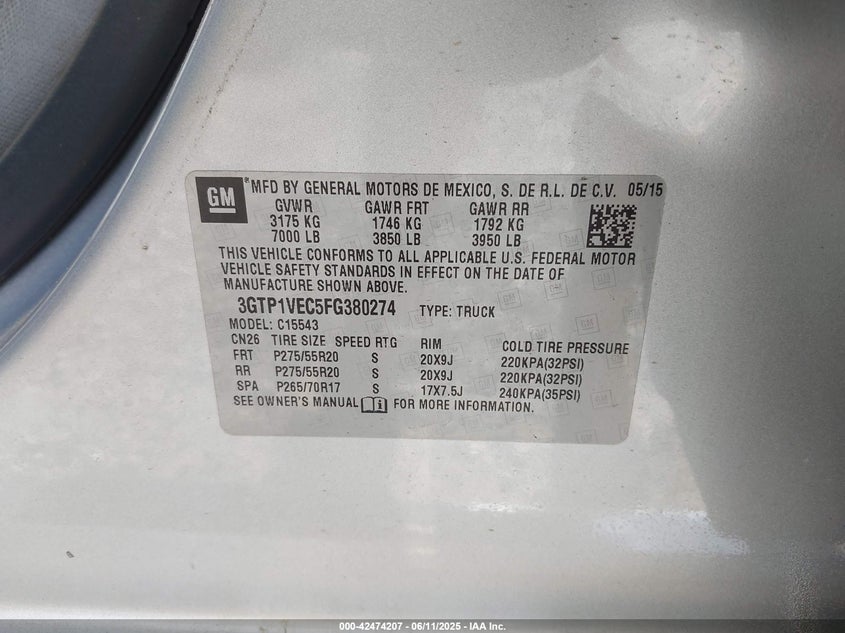 GM
*MFD BY GENERAL MOTORS DE MEXICO, S. DE R.L. DE C.V. 05/15
GVWR GAWR FRT GAWR RR
3175 KG 1746 KG 1792 KG
7000 LB 3850 LB 3950 LB
THIS VEHICLE CONFORMS TO ALL APPLICABLE U.S. FEDERAL MOTOR
VEHICLE SAFETY STANDARDS IN EFFECT ON THE DATE OF
MANUFACTURE SHOWN ABOVE.
3GTP1VEC5FG380274 TYPE: TRUCK
MODEL: C15543
CN26 TIRE SIZE SPEED RTG RIM COLD TIRE PRESSURE
FRT P275/55R20 S 20X9J 220KPA(32PSI)
RR P275/55R20 S 20X9J 220KPA(32PSI)
SPA P265/70R17 S 17X7.5J 240KPA(35PSI)
SEE OWNER'S MANUAL FOR MORE INFORMATION.
000-42474207 - 06/11/2025 - IAA Inc.